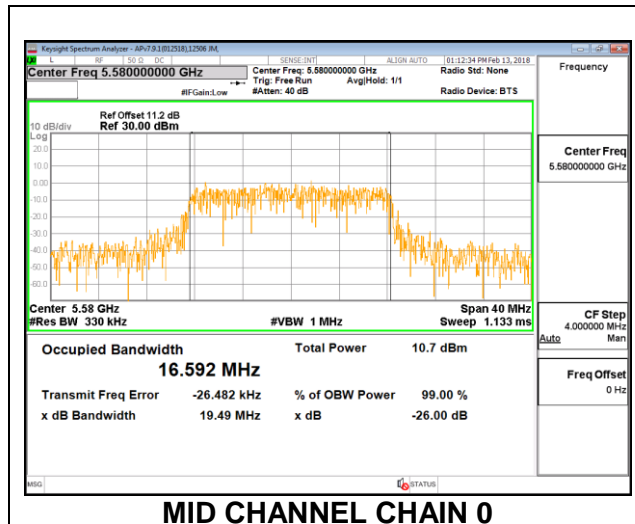 Keysight Spectrum Analyzer - APv7.9.1(012518),12506 JM,
L RF 50 Ω DC SENSE:INT ALIGN AUTO 01:12:34 PM Feb 13, 2018
Center Freq 5.580000000 GHz
Center Freq: 5.580000000 GHz Radio Std: None
Trig: Free Run Avg|Hold: 1/1
#IFGain:Low #Atten: 40 dB Radio Device: BTS
Frequency
Ref Offset 11.2 dB
10 dB/div Ref 30.00 dBm
Log
20.0
10.0
0.00
-10.0
-20.0
-30.0
-40.0
-50.0
-60.0
Center Freq
5.580000000 GHz
Center 5.58 GHz Span 40 MHz
#Res BW 330 kHz #VBW 1 MHz Sweep 1.133 ms
CF Step
4.000000 MHz
Auto Man
Occupied Bandwidth Total Power 10.7 dBm
16.592 MHz
Freq Offset
0 Hz
Transmit Freq Error -26.482 kHz % of OBW Power 99.00 %
x dB Bandwidth 19.49 MHz x dB -26.00 dB
MSG STATUS
MID CHANNEL CHAIN 0